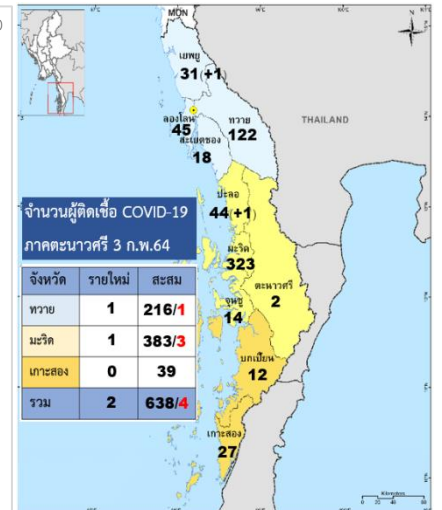 MON
เยพยู
31(+1)
ลองโลน
45
ทวาย
122
THAILAND
สะเยดชอง
18
ปะลอ
44(+1)
มะริด
323
ตะนาวศรี
2
จุนซู
14
บกเปี้ยน
12
เกาะสอง
27
จำนวนผู้ติดเชื้อ COVID-19
ภาคตะนาวศรี 3 ก.พ.64
จังหวัด รายใหม่ สะสม
ทวาย 1 216/1
มะริด 1 383/3
เกาะสอง 0 39
รวม 2 638/4
N
Kilometers